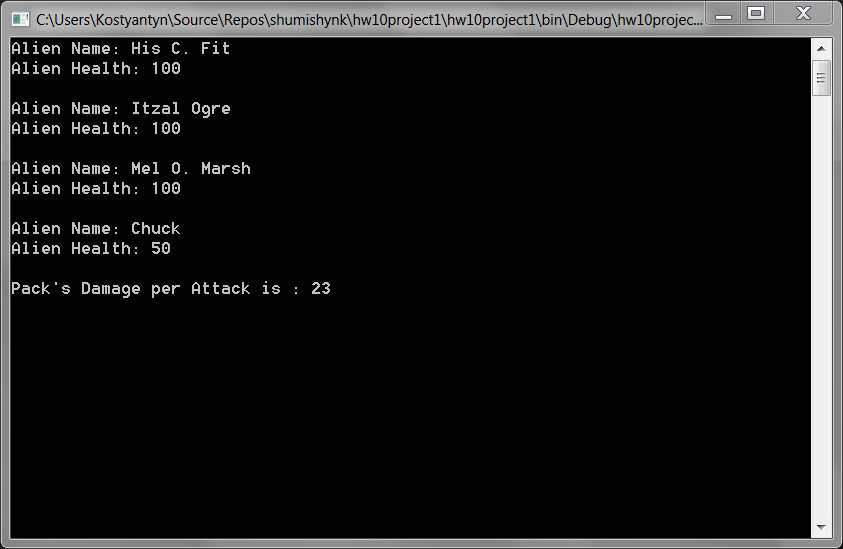 C:\Users\Kostyantyn\Source\Repos\shumishynk\hw10project1\hw10project1\bin\Debug\hw10projec...
Alien Name: His C. Fit
Alien Health: 100
Alien Name: Itzal Ogre
Alien Health: 100
Alien Name: Mel O. Marsh
Alien Health: 100
Alien Name: Chuck
Alien Health: 50
Pack's Damage per Attack is : 23